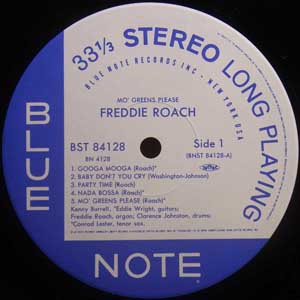 33⅓ STEREO LONG PLAYING
BLUE NOTE RECORDS INC · NEW YORK USA
MO' GREENS PLEASE
FREDDIE ROACH
BST 84128
Side 1
BN 4128
(BNST 84128-A)
1. GOOGA MOOGA (Roach)*
2. BABY DON'T YOU CRY (Washington-Johnson)
3. PARTY TIME (Roach)
4. NADA BOSSA (Roach)*
5. MO' GREENS PLEASE (Roach)*
Kenny Burrell, "Eddie Wright, guitars;
Freddie Roach, organ; Clarence Johnston, drums;
"Conrad Lester, tenor sax.
BLUE
NOTE